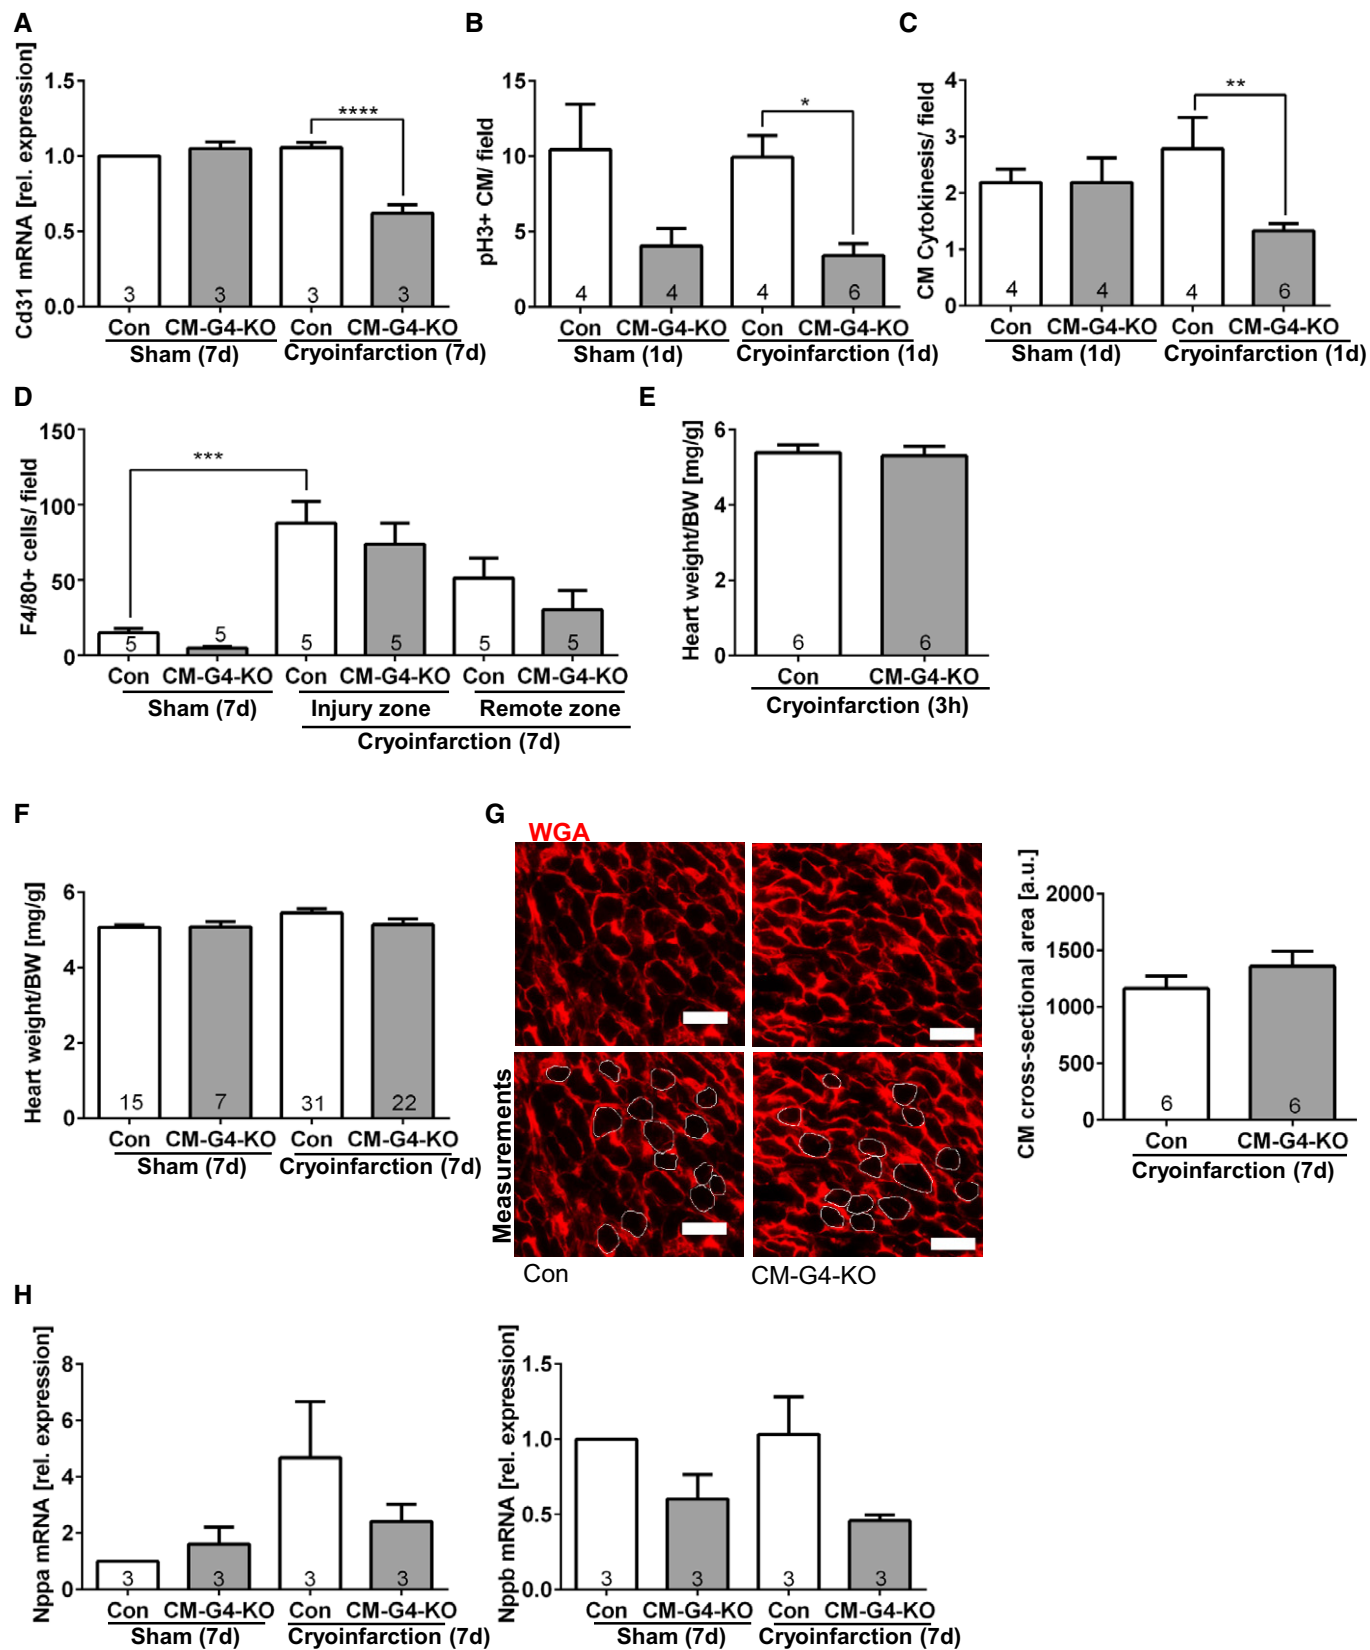 A
Cd31 mRNA [rel. expression]
1.5
1.0
0.5
0.0
****
3 3 3 3
Con CM-G4-KO Con CM-G4-KO
Sham (7d) Cryoinfarction (7d)
B
pH3+ CM/ field
15
10
5
0
*
4 4 4 6
Con CM-G4-KO Con CM-G4-KO
Sham (1d) Cryoinfarction (1d)
C
CM Cytokinesis/ field
4
3
2
1
0
**
4 4 4 6
Con CM-G4-KO Con CM-G4-KO
Sham (1d) Cryoinfarction (1d)
D
F4/80+ cells/ field
150
100
50
0
***
5 5 5 5 5 5
Con CM-G4-KO Con CM-G4-KO Con CM-G4-KO
Sham (7d) Injury zone Remote zone
Cryoinfarction (7d)
E
Heart weight/BW [mg/g]
6
4
2
0
6 6
Con CM-G4-KO
Cryoinfarction (3h)
F
Heart weight/BW [mg/g]
6
4
2
0
15 7 31 22
Con CM-G4-KO Con CM-G4-KO
Sham (7d) Cryoinfarction (7d)
G
WGA
Measurements
Con CM-G4-KO
CM cross-sectional area [a.u.]
2000
1500
1000
500
0
6 6
Con CM-G4-KO
Cryoinfarction (7d)
H
Nppa mRNA [rel. expression]
8
6
4
2
0
3 3 3 3
Con CM-G4-KO Con CM-G4-KO
Sham (7d) Cryoinfarction (7d)
Nppb mRNA [rel. expression]
1.5
1.0
0.5
0.0
3 3 3 3
Con CM-G4-KO Con CM-G4-KO
Sham (7d) Cryoinfarction (7d)